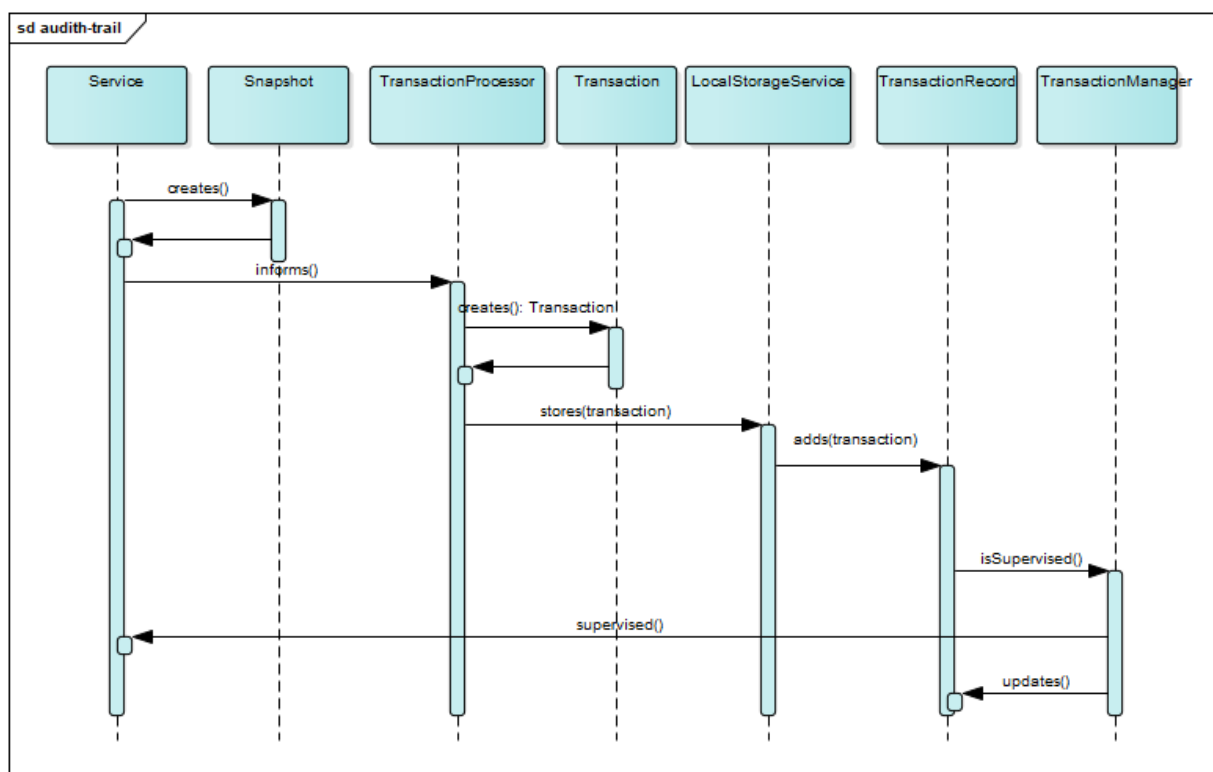 sd audith-trail
Service
Snapshot
TransactionProcessor
Transaction
LocalStorageService
TransactionRecord
TransactionManager
creates()
informs()
creates(): Transaction
stores(transaction)
adds(transaction)
isSupervised()
supervised()
updates()